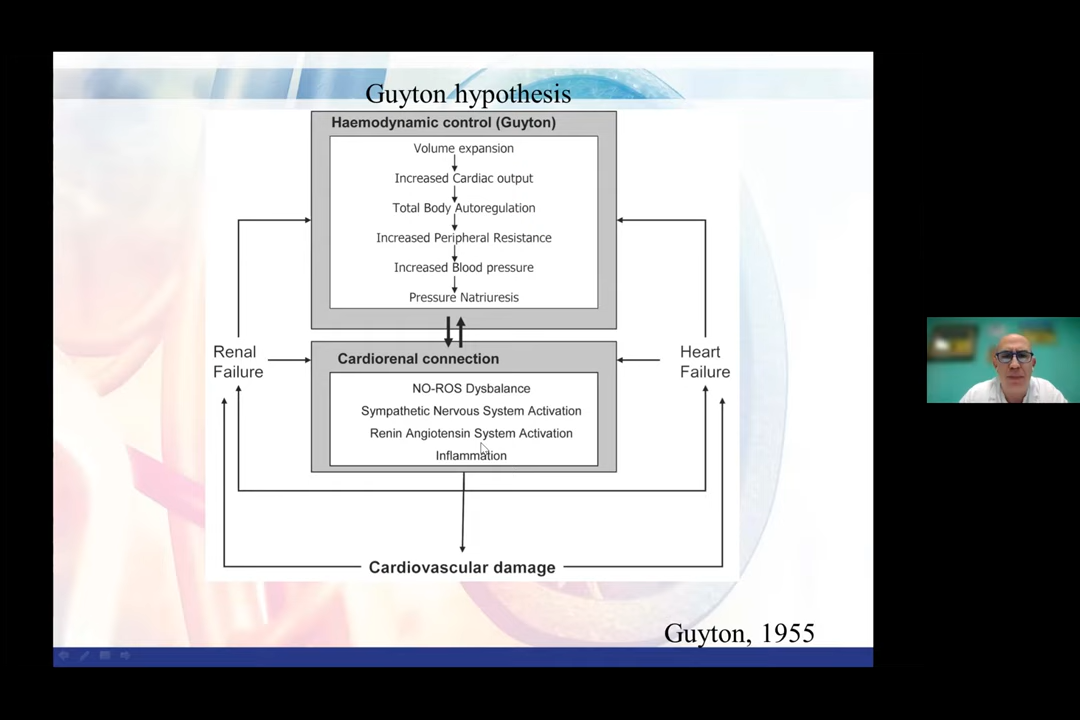 Guyton hypothesis
Haemodynamic control (Guyton)
Volume expansion
Increased Cardiac output
Total Body Autoregulation
Increased Peripheral Resistance
Increased Blood pressure
Pressure Natriuresis
Renal
Failure
Cardiorenal connection
NO-ROS Dysbalance
Sympathetic Nervous System Activation
Renin Angiotensin System Activation
Inflammation
Heart
Failure
Cardiovascular damage
Guyton, 1955